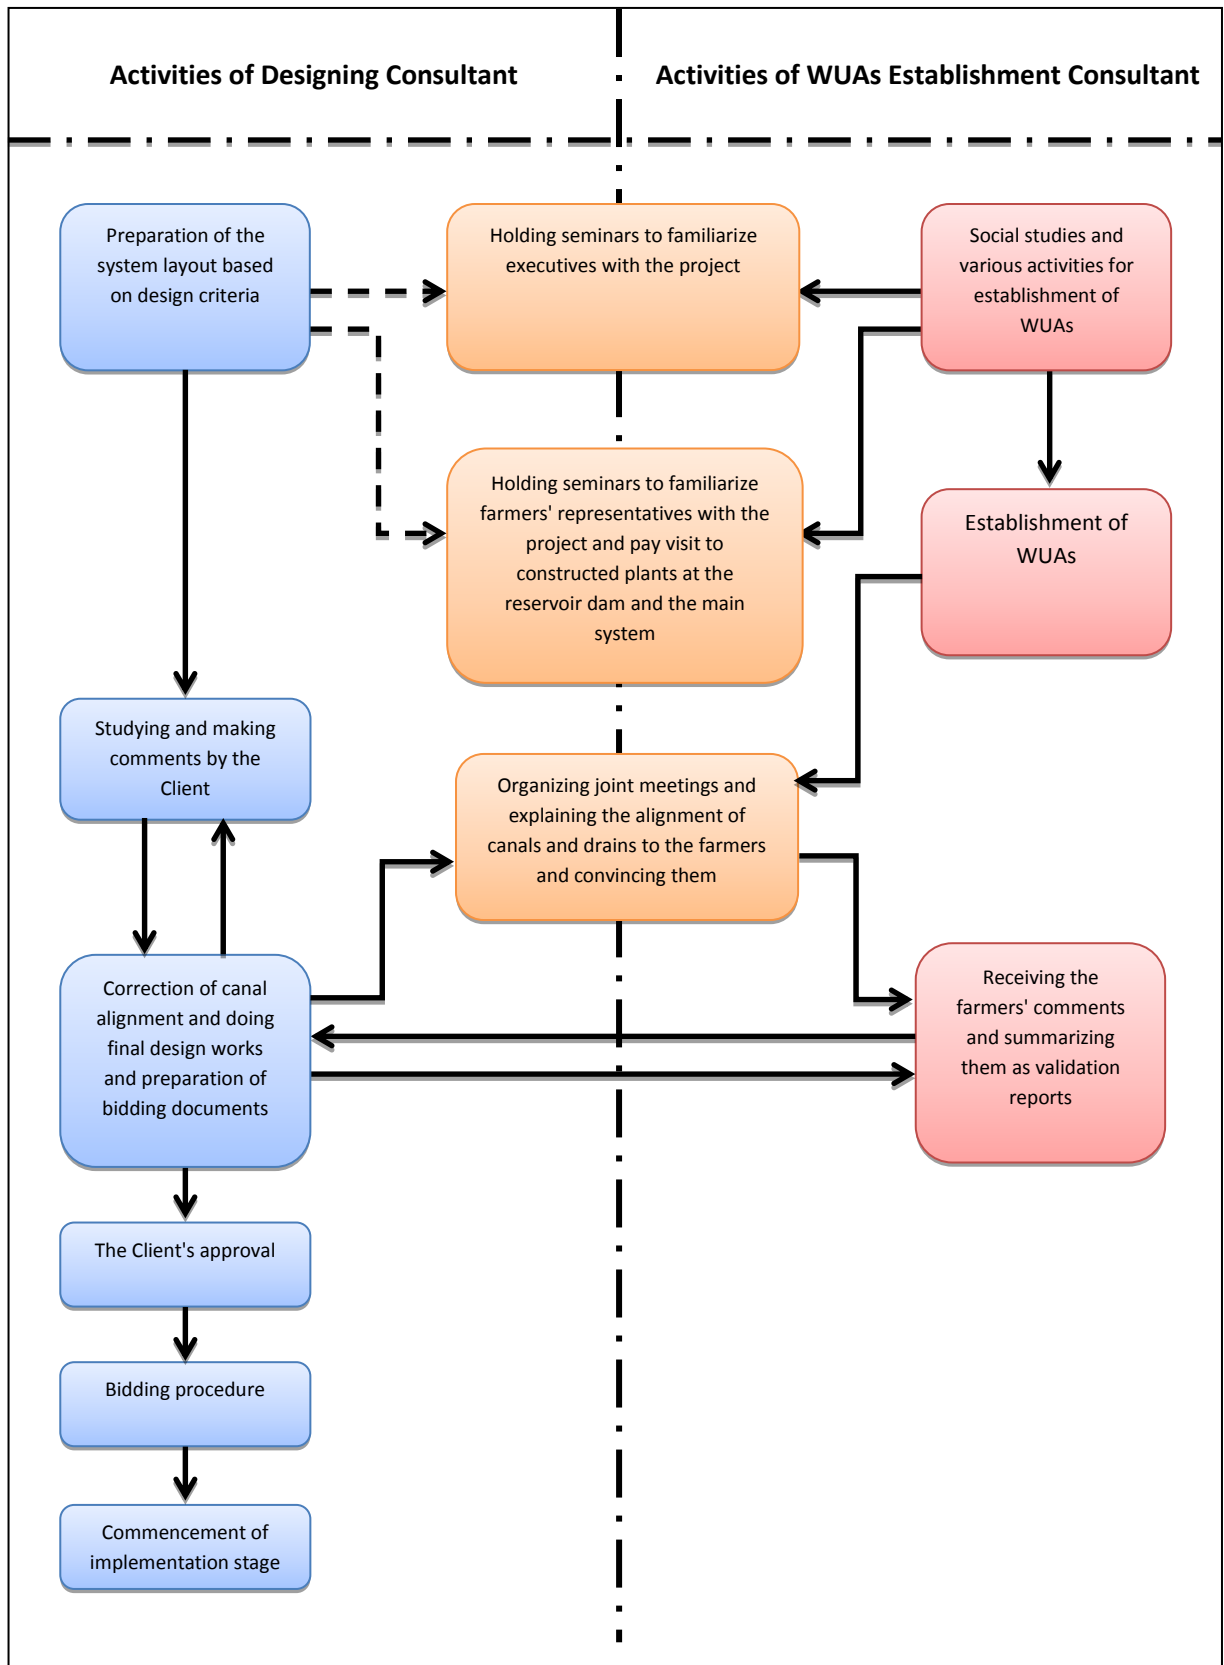 Activities of Designing Consultant
Activities of WUAs Establishment Consultant
Preparation of the
system layout based
on design criteria
Holding seminars to familiarize
executives with the project
Social studies and
various activities for
establishment of
WUAs
Holding seminars to familiarize
farmers' representatives with the
project and pay visit to
constructed plants at the
reservoir dam and the main
system
Establishment of
WUAs
Studying and making
comments by the
Client
Organizing joint meetings and
explaining the alignment of
canals and drains to the farmers
and convincing them
Correction of canal
alignment and doing
final design works
and preparation of
bidding documents
Receiving the
farmers' comments
and summarizing
them as validation
reports
The Client's approval
Bidding procedure
Commencement of
implementation stage